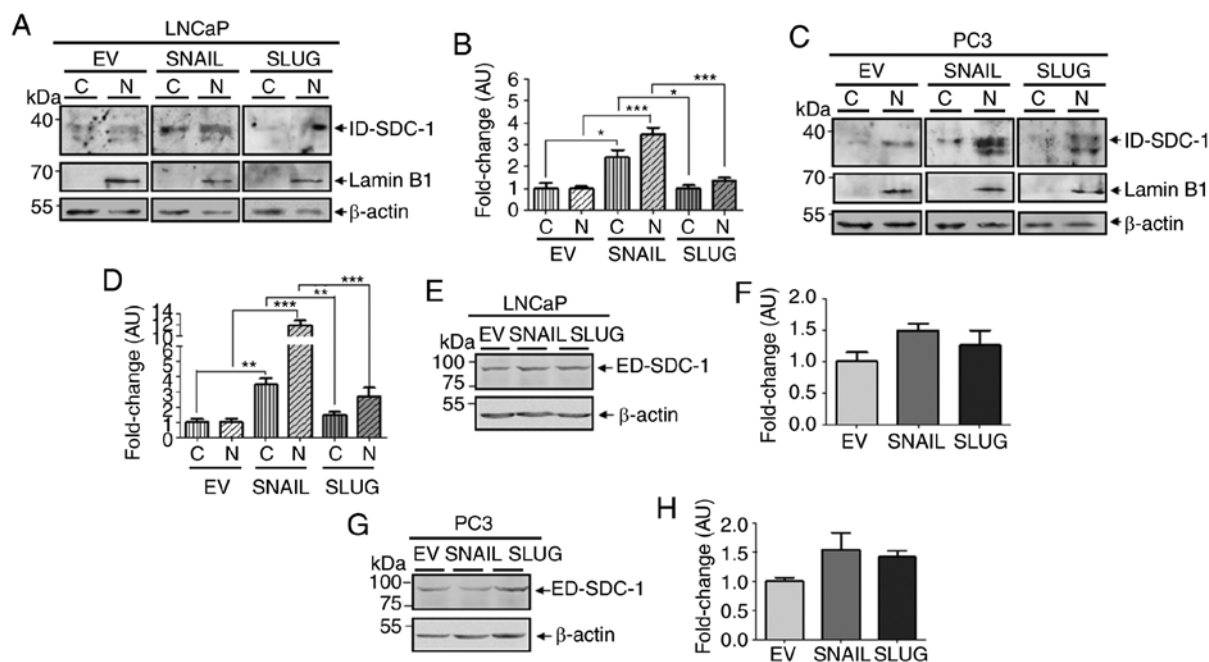 A
LNCaP
EV SNAIL SLUG
C N C N C N
kDa
40
ID-SDC-1
70
Lamin B1
55
β-actin
B
Fold-change (AU)
6
5
4
3
2
1
0
* *** * ***
C N C N C N
EV SNAIL SLUG
C
PC3
EV SNAIL SLUG
C N C N C N
kDa
40
ID-SDC-1
70
Lamin B1
55
β-actin
D
Fold-change (AU)
14
12
10
6
4
3
2
1
0
** *** ** ***
C N C N C N
EV SNAIL SLUG
E
LNCaP
kDa EV SNAIL SLUG
100
75
ED-SDC-1
55
β-actin
F
Fold-change (AU)
2.0
1.5
1.0
0.5
0.0
EV SNAIL SLUG
G
PC3
kDa EV SNAIL SLUG
100
75
ED-SDC-1
55
β-actin
H
Fold-change (AU)
2.0
1.5
1.0
0.5
0.0
EV SNAIL SLUG